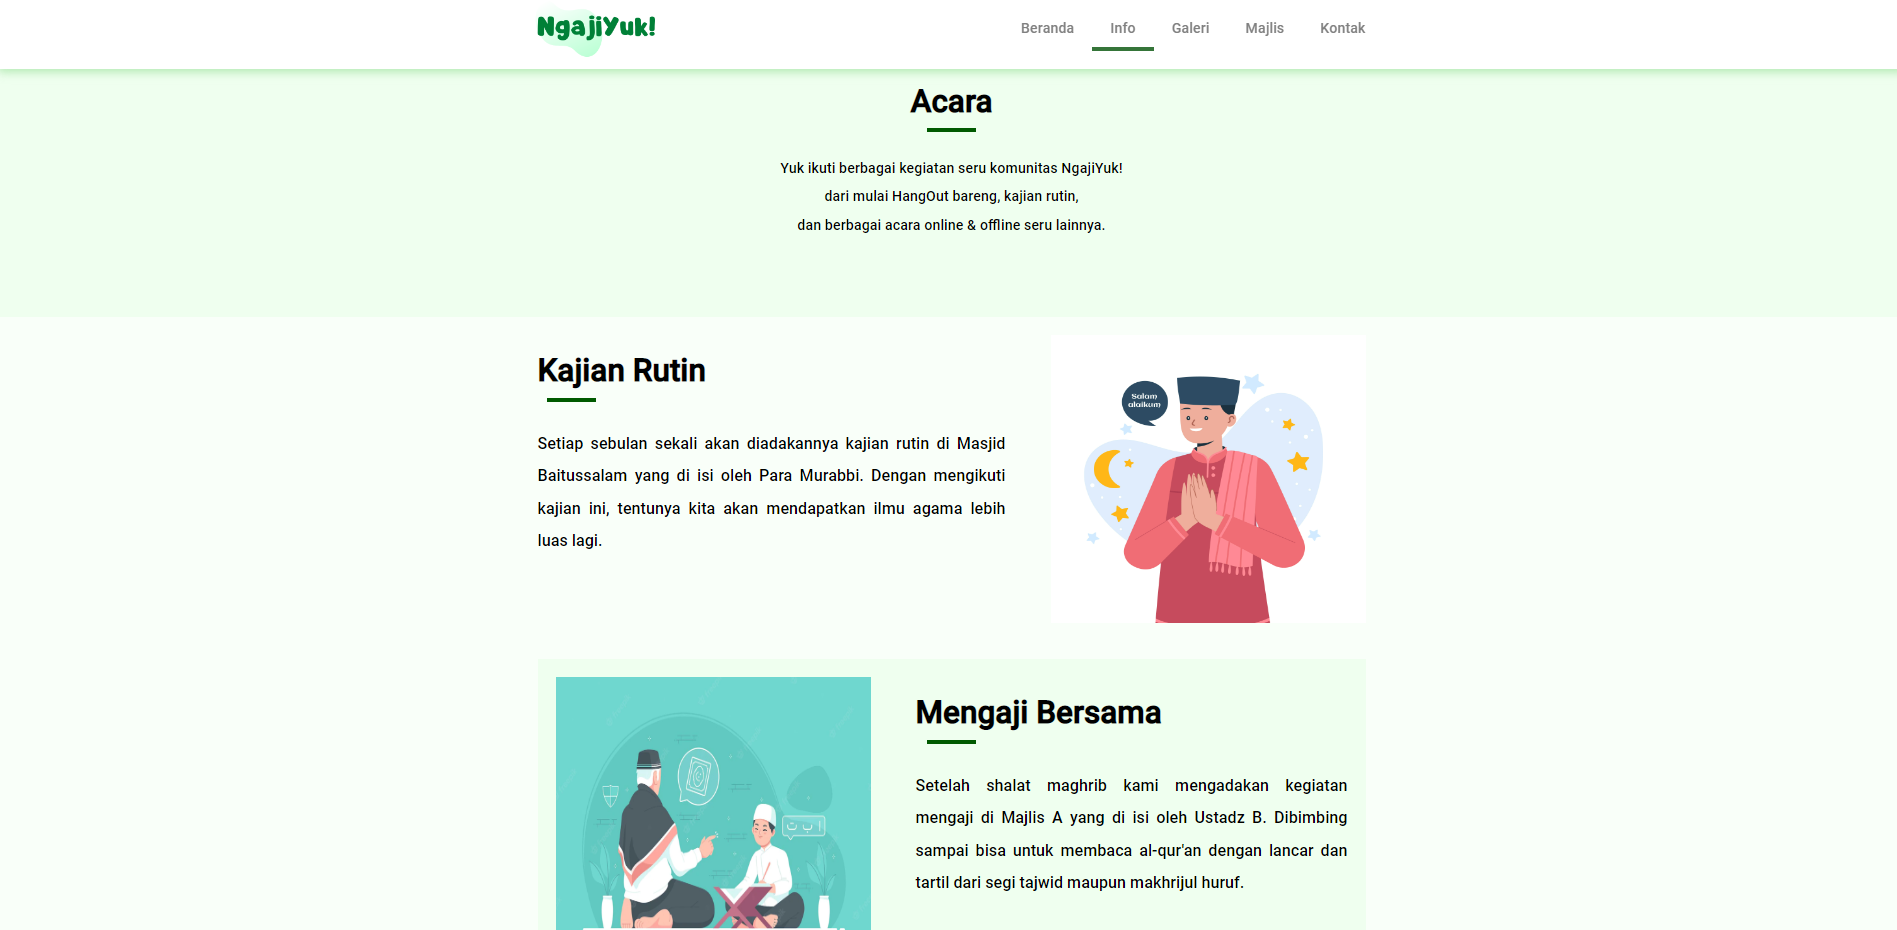 NgajiYuk!
Beranda Info Galeri Majlis Kontak
Acara
Yuk ikuti berbagai kegiatan seru komunitas NgajiYuk!
dari mulai HangOut bareng, kajian rutin,
dan berbagai acara online & offline seru lainnya.
Kajian Rutin
Setiap sebulan sekali akan diadakannya kajian rutin di Masjid
Baitussalam yang di isi oleh Para Murabbi. Dengan mengikuti
kajian ini, tentunya kita akan mendapatkan ilmu agama lebih
luas lagi.
Salam
alaikum
Mengaji Bersama
Setelah shalat maghrib kami mengadakan kegiatan
mengaji di Majlis A yang di isi oleh Ustadz B. Dibimbing
sampai bisa untuk membaca al-qur'an dengan lancar dan
tartil dari segi tajwid maupun makhrijul huruf.